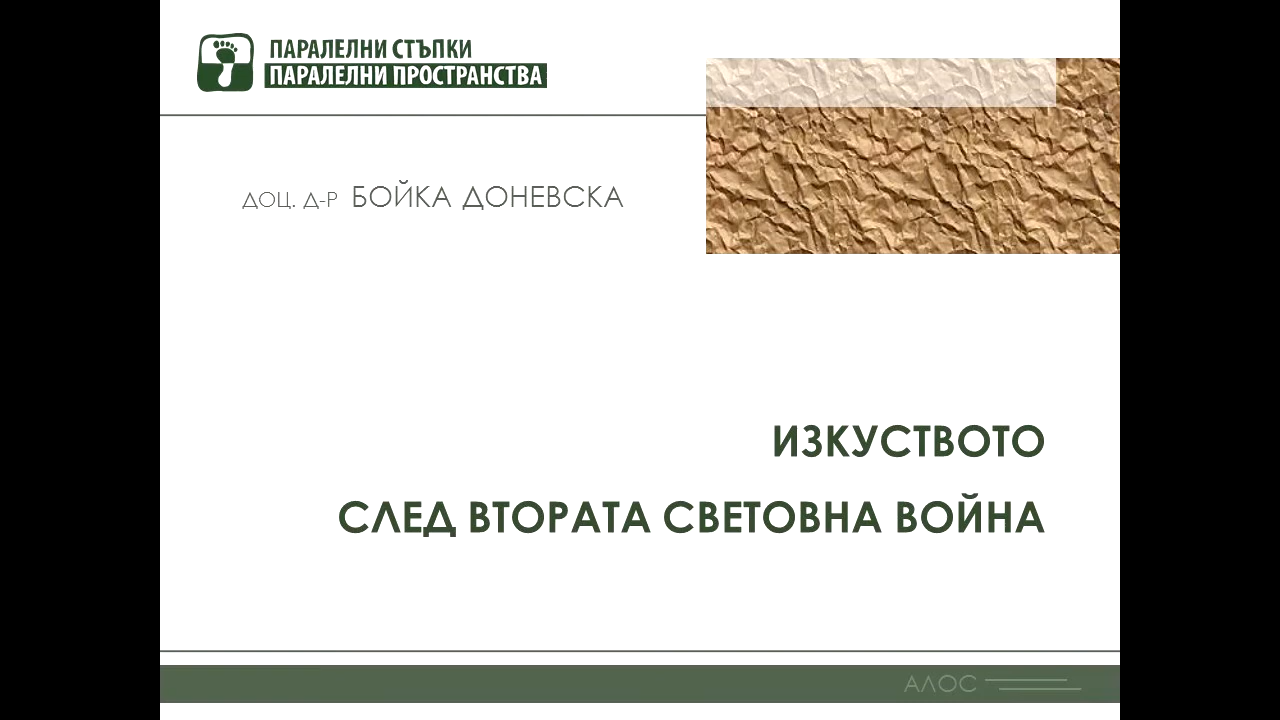 ПАРАЛЕЛНИ СТЪПКИ
ПАРАЛЕЛНИ ПРОСТРАНСТВА
ДОЦ. Д-Р БОЙКА ДОНЕВСКА
ИЗКУСТВОТО
СЛЕД ВТОРАТА СВЕТОВНА ВОЙНА
АЛОС